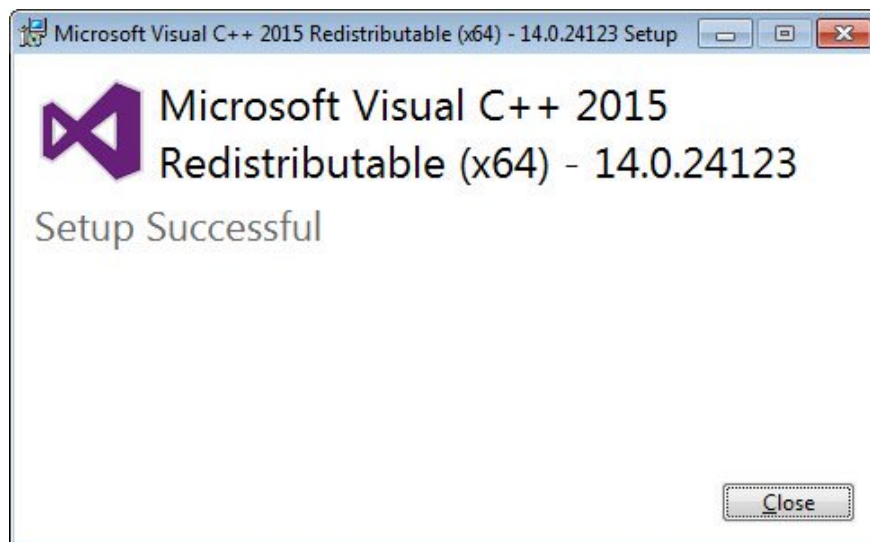 Microsoft Visual C++ 2015 Redistributable (x64) - 14.0.24123 Setup
Microsoft Visual C++ 2015
Redistributable (x64) - 14.0.24123
Setup Successful
Close